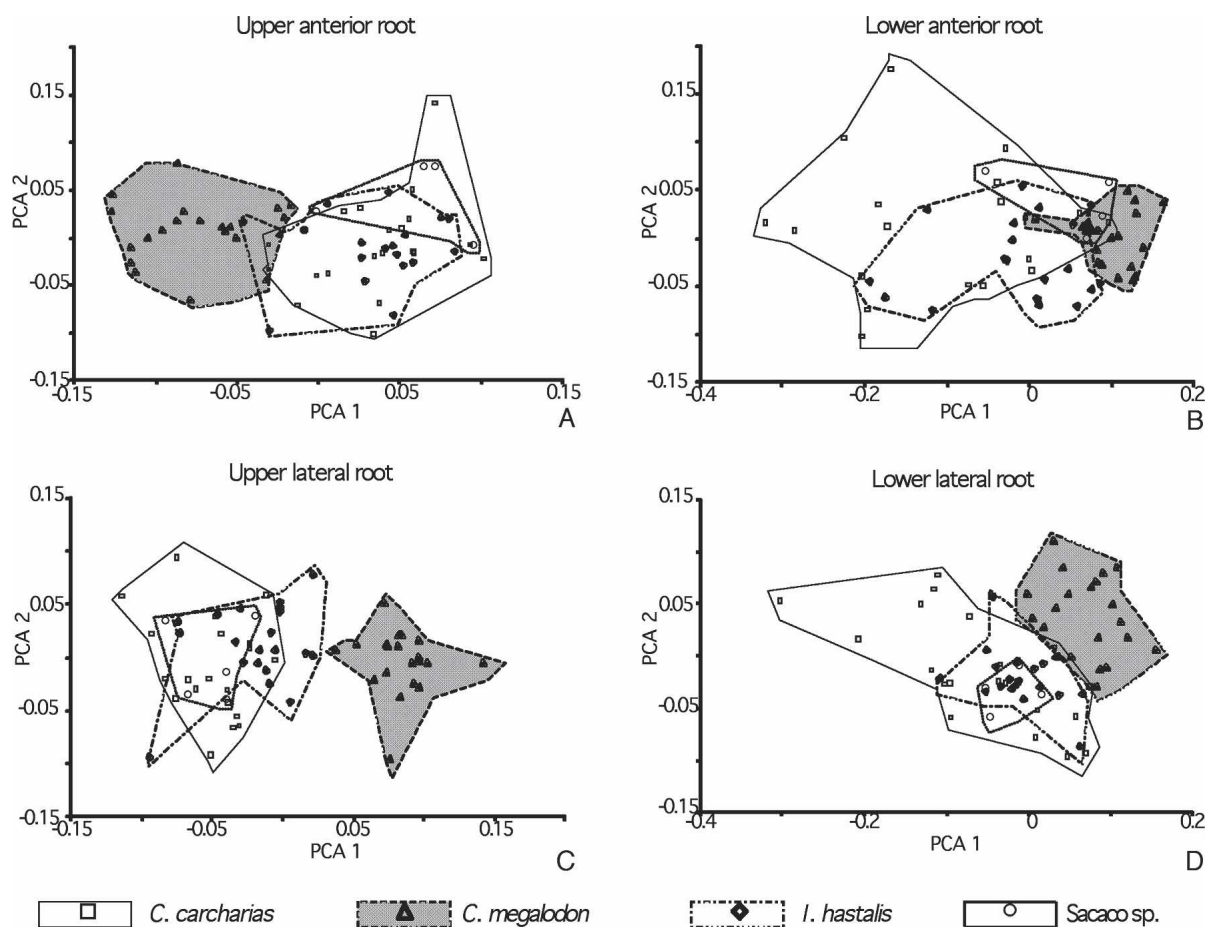 Upper anterior root
0.15
0.05
-0.05
-0.15
PCA 2
-0.15
-0.05
0.05
0.15
PCA 1
A
Lower anterior root
0.15
0.05
-0.05
-0.15
PCA 2
-0.4
-0.2
0
0.2
PCA 1
B
Upper lateral root
0.15
0.05
-0.05
-0.15
PCA 2
-0.15
-0.05
0.05
0.15
PCA 1
C
Lower lateral root
0.15
0.05
-0.05
-0.15
PCA 2
-0.4
-0.2
0
0.2
PCA 1
D
C. carcharias
C. megalodon
I. hastalis
Sacaco sp.